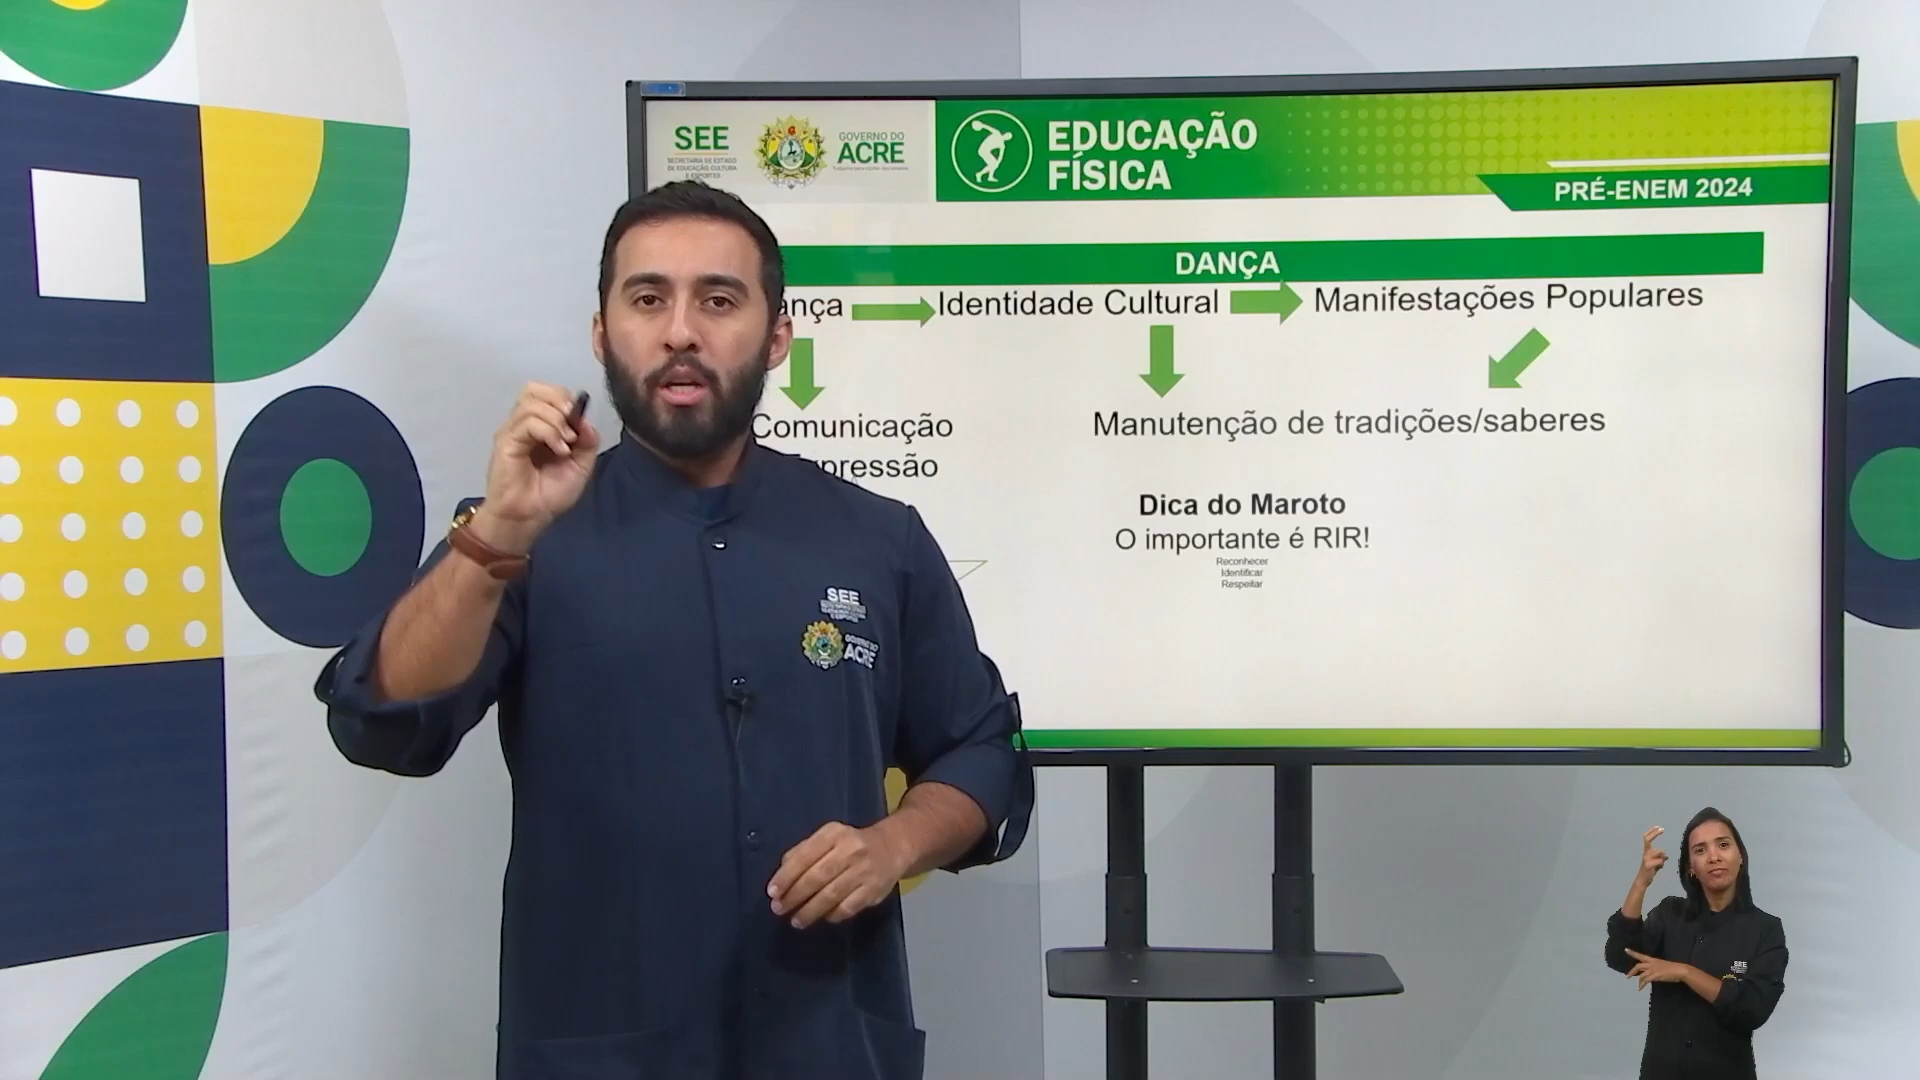 SEE
SECRETARIA DE ESTADO
DE EDUCAÇÃO, CULTURA
E ESPORTES
GOVERNO DO
ACRE
EDUCAÇÃO
FÍSICA
PRÉ-ENEM 2024
DANÇA
ança
Identidade Cultural
Manifestações Populares
Comunicação
pressão
Manutenção de tradições/saberes
Dica do Maroto
O importante é RIR!
Reconhecer
Identificar
Respeitar
SEE
GOVERNO DO
ACRE
SEE